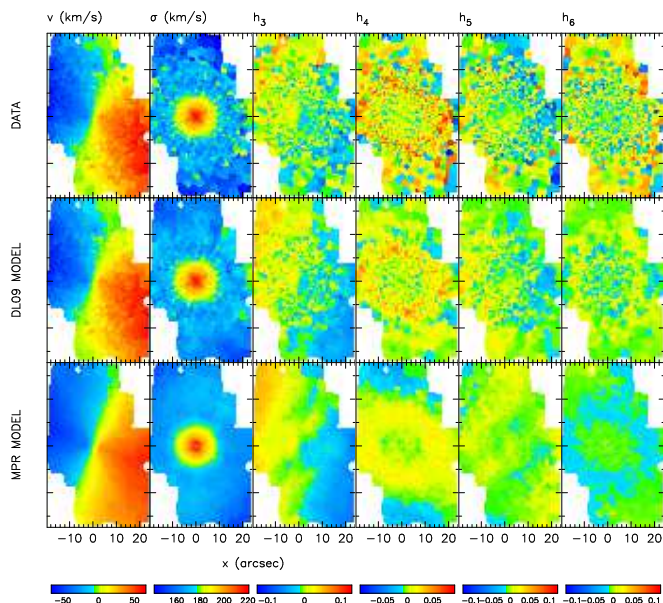 v (km/s) σ (km/s) h3 h4 h5 h6
DATA
DL09 MODEL
MPR MODEL
−10 0 10 20 −10 0 10 20 −10 0 10 20 −10 0 10 20 −10 0 10 20 −10 0 10 20
x (arcsec)
−50 0 50 160 180 200 220 −0.1 0 0.1 −0.05 0 0.05 −0.1−0.05 0 0.05 0.1 −0.1−0.05 0 0.05 0.1